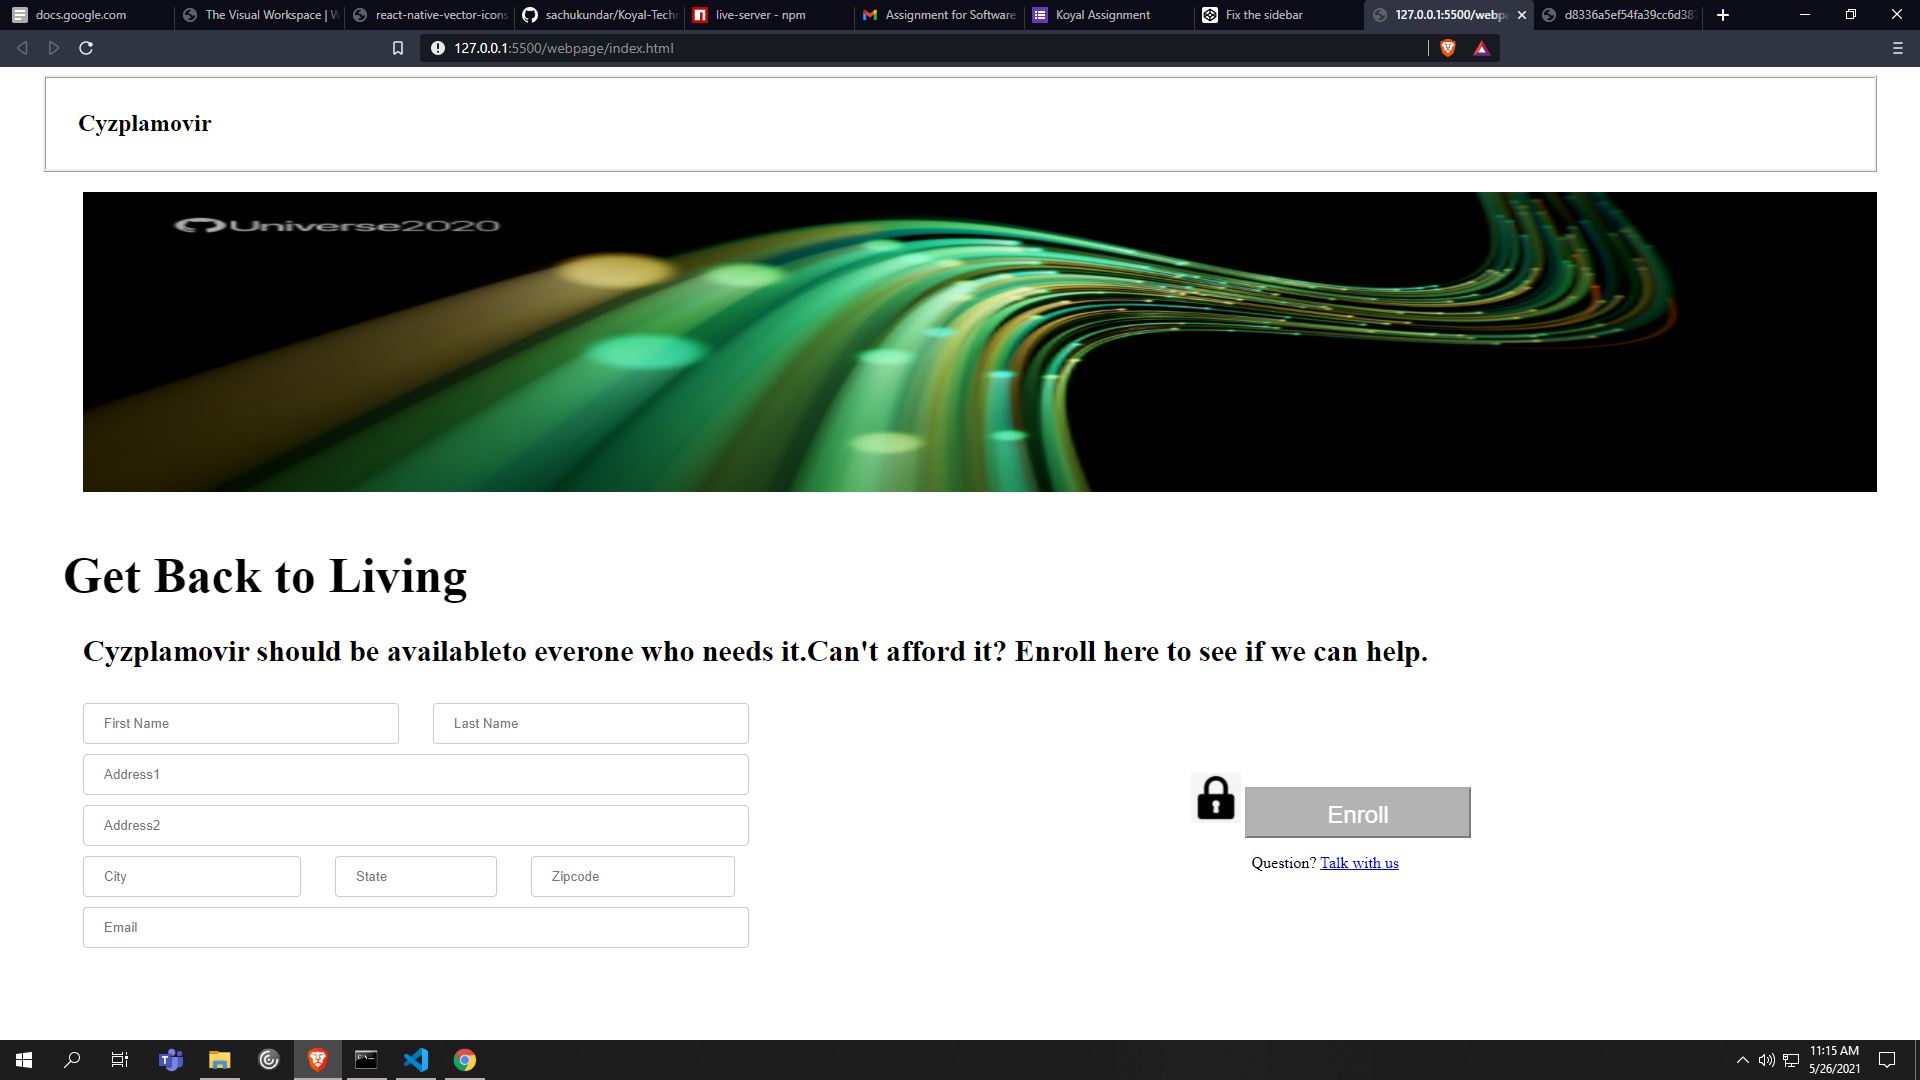 docs.google.com
The Visual Workspace | W
react-native-vector-icons
sachukundar/Koyal-Techn
live-server - npm
Assignment for Software
Koyal Assignment
Fix the sidebar
127.0.0.1:5500/webpa
d8336a5ef54fa39cc6d387
127.0.0.1:5500/webpage/index.html
Cyzplamovir
Universe2020
Get Back to Living
Cyzplamovir should be availableto everone who needs it.Can't afford it? Enroll here to see if we can help.
First Name
Last Name
Address1
Address2
City
State
Zipcode
Email
Enroll
Question? Talk with us
11:15 AM
5/26/2021